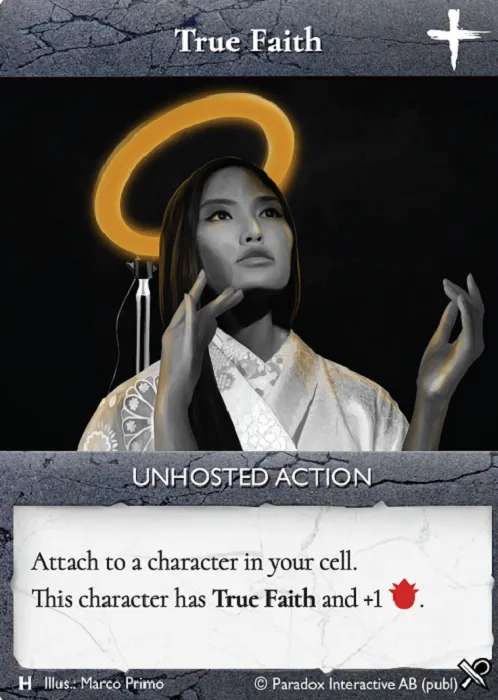 True Faith
UNHOSTED ACTION
Attach to a character in your cell.
This character has True Faith and +1 .
H Illus.: Marco Primo © Paradox Interactive AB (publ)